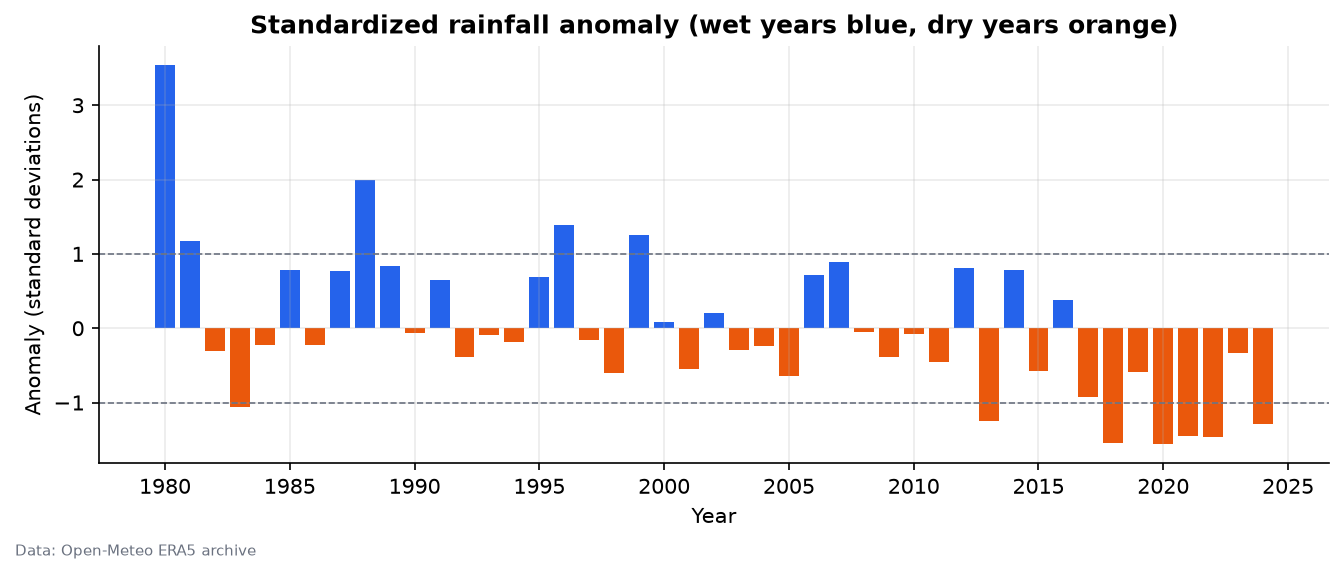 Standardized rainfall anomaly (wet years blue, dry years orange)
Anomaly (standard deviations)
3
2
1
0
−1
1980 1985 1990 1995 2000 2005 2010 2015 2020 2025
Year
Data: Open-Meteo ERA5 archive